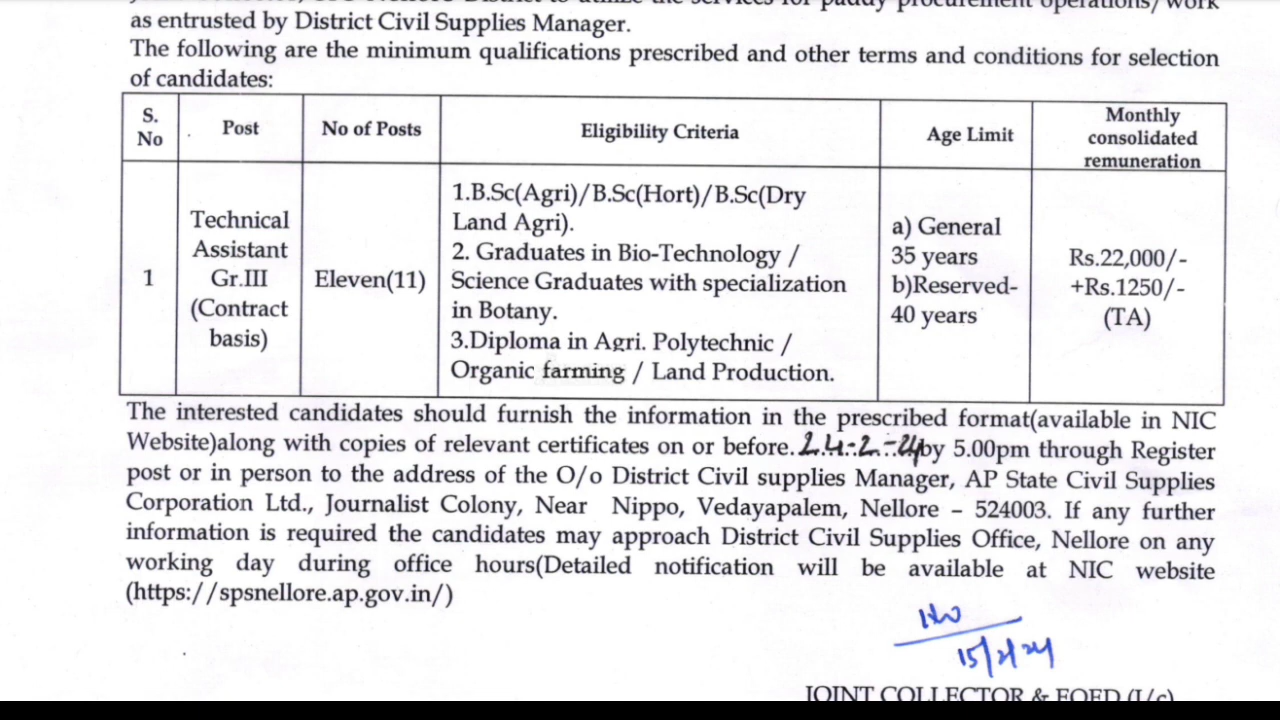 as entrusted by District Civil Supplies Manager.
The following are the minimum qualifications prescribed and other terms and conditions for selection
of candidates:
S. No
Post
No of Posts
Eligibility Criteria
Age Limit
Monthly consolidated remuneration
1
Technical Assistant Gr.III (Contract basis)
Eleven(11)
1.B.Sc(Agri)/B.Sc(Hort)/B.Sc(Dry
Land Agri).
2. Graduates in Bio-Technology /
Science Graduates with specialization
in Botany.
3.Diploma in Agri. Polytechnic /
Organic farming / Land Production.
a) General
35 years
b)Reserved-
40 years
Rs.22,000/-
+Rs.1250/-
(TA)
The interested candidates should furnish the information in the prescribed format(available in NIC
Website)along with copies of relevant certificates on or before. 24-2-24 by 5.00pm through Register
post or in person to the address of the O/o District Civil supplies Manager, AP State Civil Supplies
Corporation Ltd., Journalist Colony, Near Nippo, Vedayapalem, Nellore – 524003. If any further
information is required the candidates may approach District Civil Supplies Office, Nellore on any
working day during office hours(Detailed notification will be available at NIC website
(https://spsnellore.ap.gov.in/)
15/2/24
JOINT COLLECTOR &